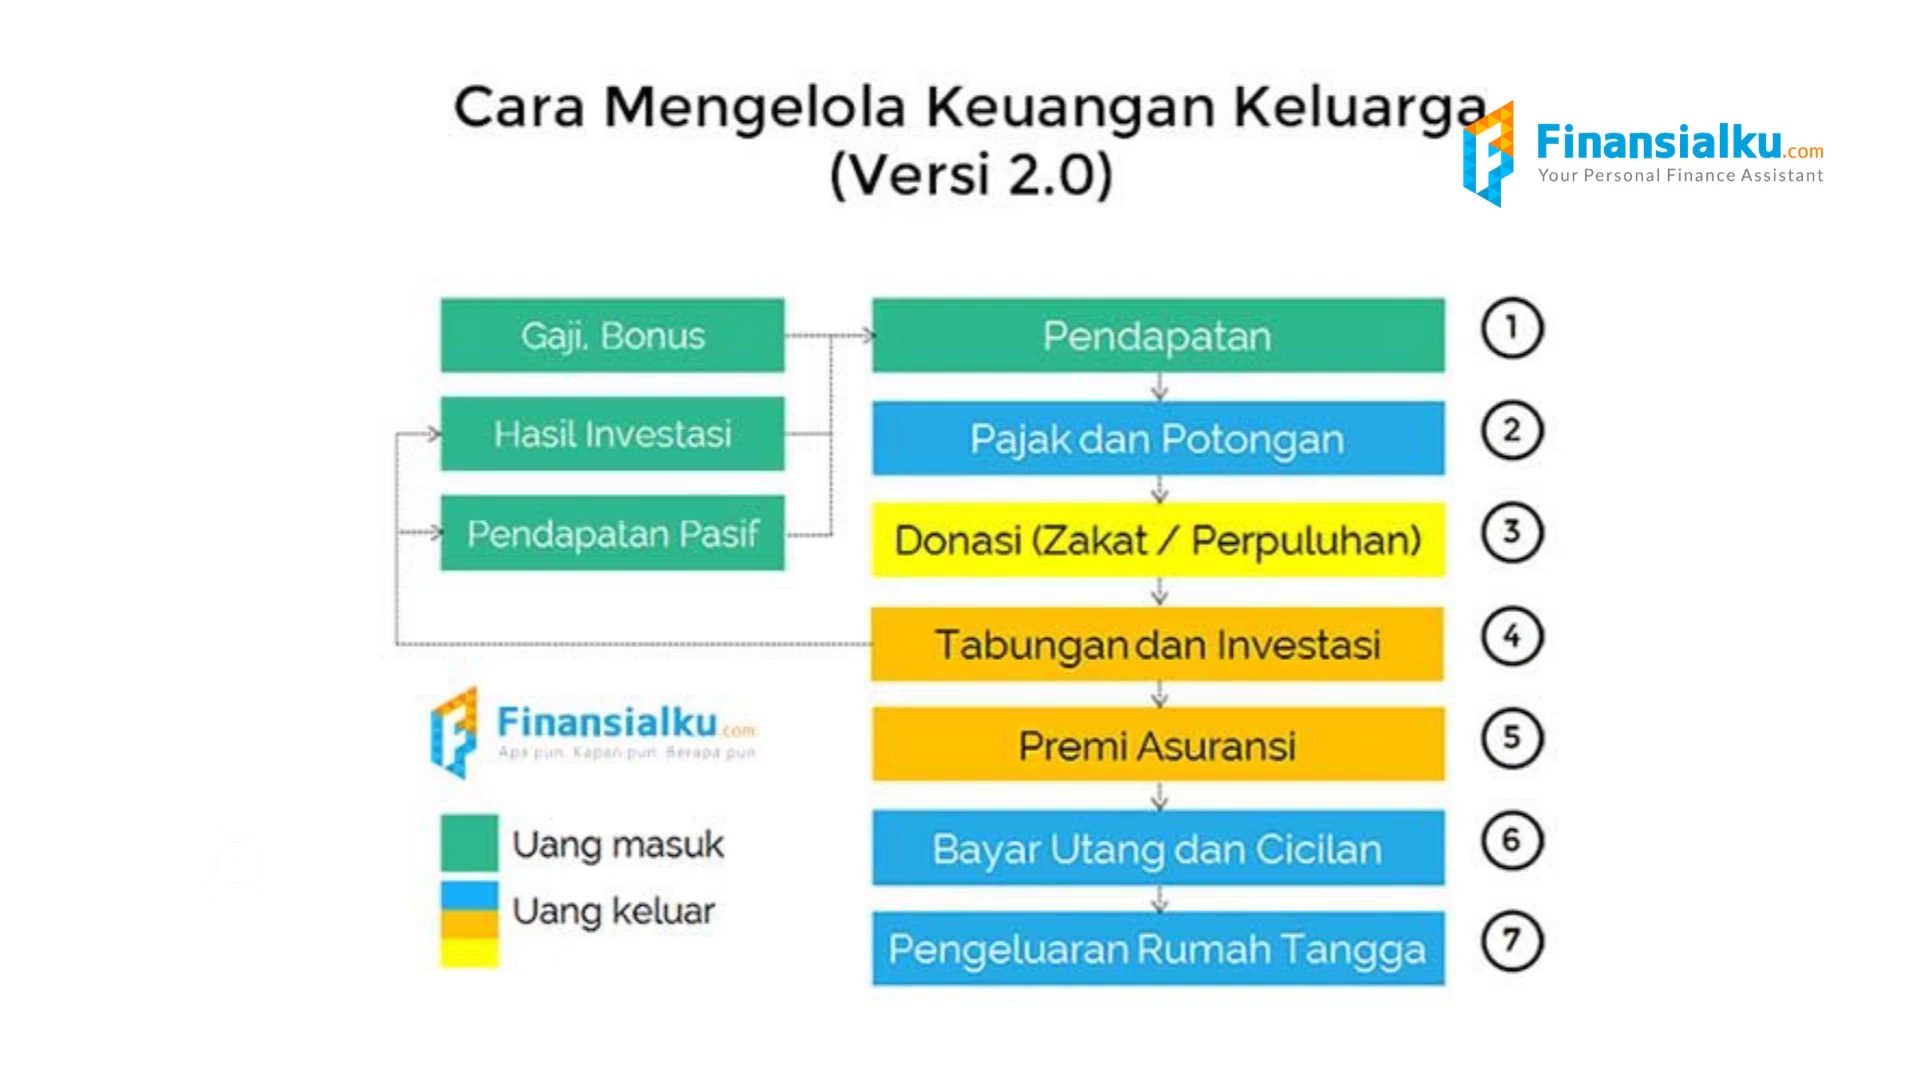 Cara Mengelola Keuangan Keluarga
(Versi 2.0)
Finansialku.com
Your Personal Finance Assistant
Gaji, Bonus
Hasil Investasi
Pendapatan Pasif
Pendapatan
1
Pajak dan Potongan
2
Donasi (Zakat / Perpuluhan)
3
Tabungan dan Investasi
4
Premi Asuransi
5
Bayar Utang dan Cicilan
6
Pengeluaran Rumah Tangga
7
Finansialku.com
Apa pun. Kapan pun. Berapa pun
Uang masuk
Uang keluar